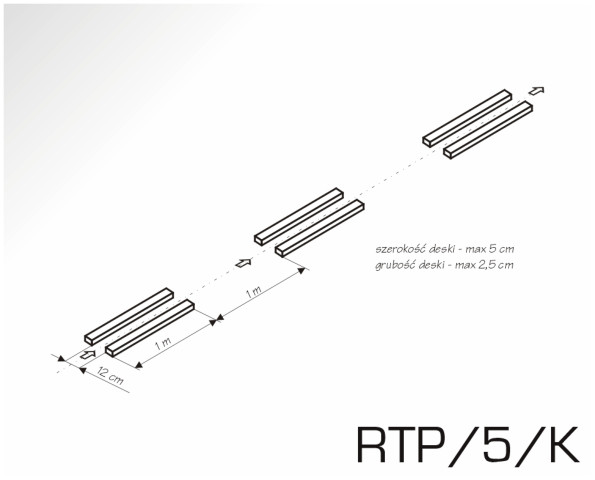 szerokość deski - max 5 cm
grubość deski - max 2,5 cm
1 m
1 m
12 cm
RTP/5/K